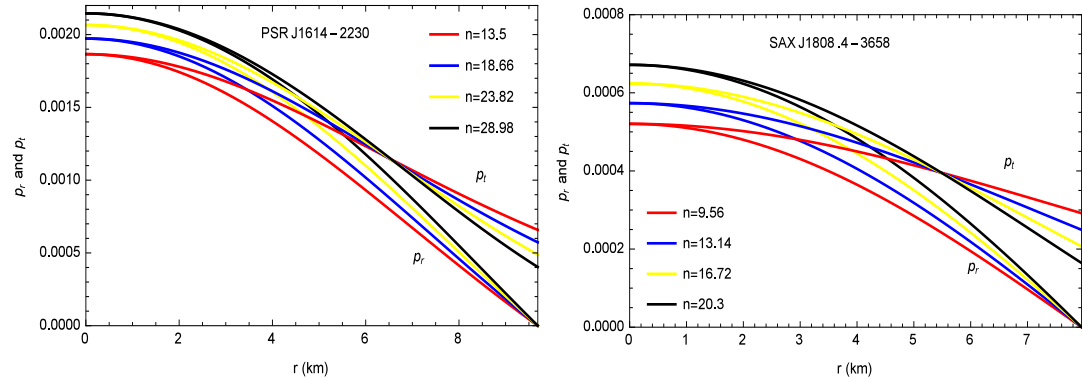 PSR J1614-2230
n=13.5
n=18.66
n=23.82
n=28.98
p_t
p_r
0.0020
0.0015
0.0010
0.0005
0.0000
p_r and p_t
0 2 4 6 8
r (km)
SAX J1808.4-3658
p_t
p_r
n=9.56
n=13.14
n=16.72
n=20.3
0.0008
0.0006
0.0004
0.0002
0.0000
p_r and p_t
0 1 2 3 4 5 6 7
r (km)